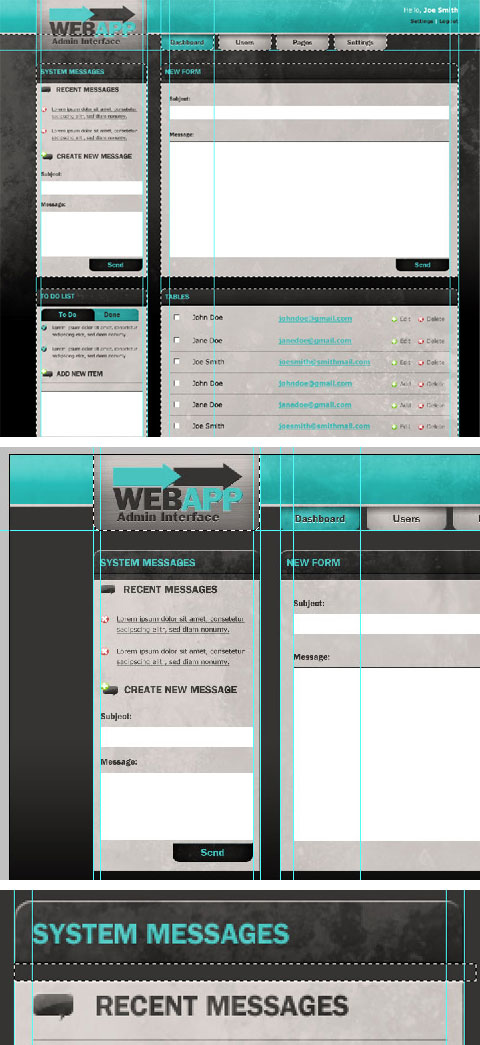 Hello, Joe Smith
Settings | Log out
WEBAPP
Admin Interface
Dashboard
Users
Pages
Settings
SYSTEM MESSAGES
RECENT MESSAGES
Lorem ipsum dolor sit amet, consetetur
sadipscing elitr, sed diam nonumy.
Lorem ipsum dolor sit amet, consetetur
sadipscing elitr, sed diam nonumy.
CREATE NEW MESSAGE
Subject:
Message:
Send
NEW FORM
Subject:
Message:
Send
TO DO LIST
To Do
Done
Lorem ipsum dolor sit amet, consetetur
sadipscing elitr, sed diam nonumy.
Lorem ipsum dolor sit amet, consetetur
sadipscing elitr, sed diam nonumy.
ADD NEW ITEM
TABLES
John Doe johndoe@gmail.com Edit Delete
Jane Doe janedoe@gmail.com Edit Delete
Joe Smith joesmith@smithmail.com Edit Delete
John Doe johndoe@gmail.com Add Delete
Jane Doe janedoe@gmail.com Add Delete
Joe Smith joesmith@smithmail.com Edit Delete
WEBAPP
Admin Interface
Dashboard
Users
SYSTEM MESSAGES
RECENT MESSAGES
Lorem ipsum dolor sit amet, consetetur
sadipscing elitr, sed diam nonumy.
Lorem ipsum dolor sit amet, consetetur
sadipscing elitr, sed diam nonumy.
CREATE NEW MESSAGE
Subject:
Message:
Send
NEW FORM
Subject:
Message:
SYSTEM MESSAGES
RECENT MESSAGES